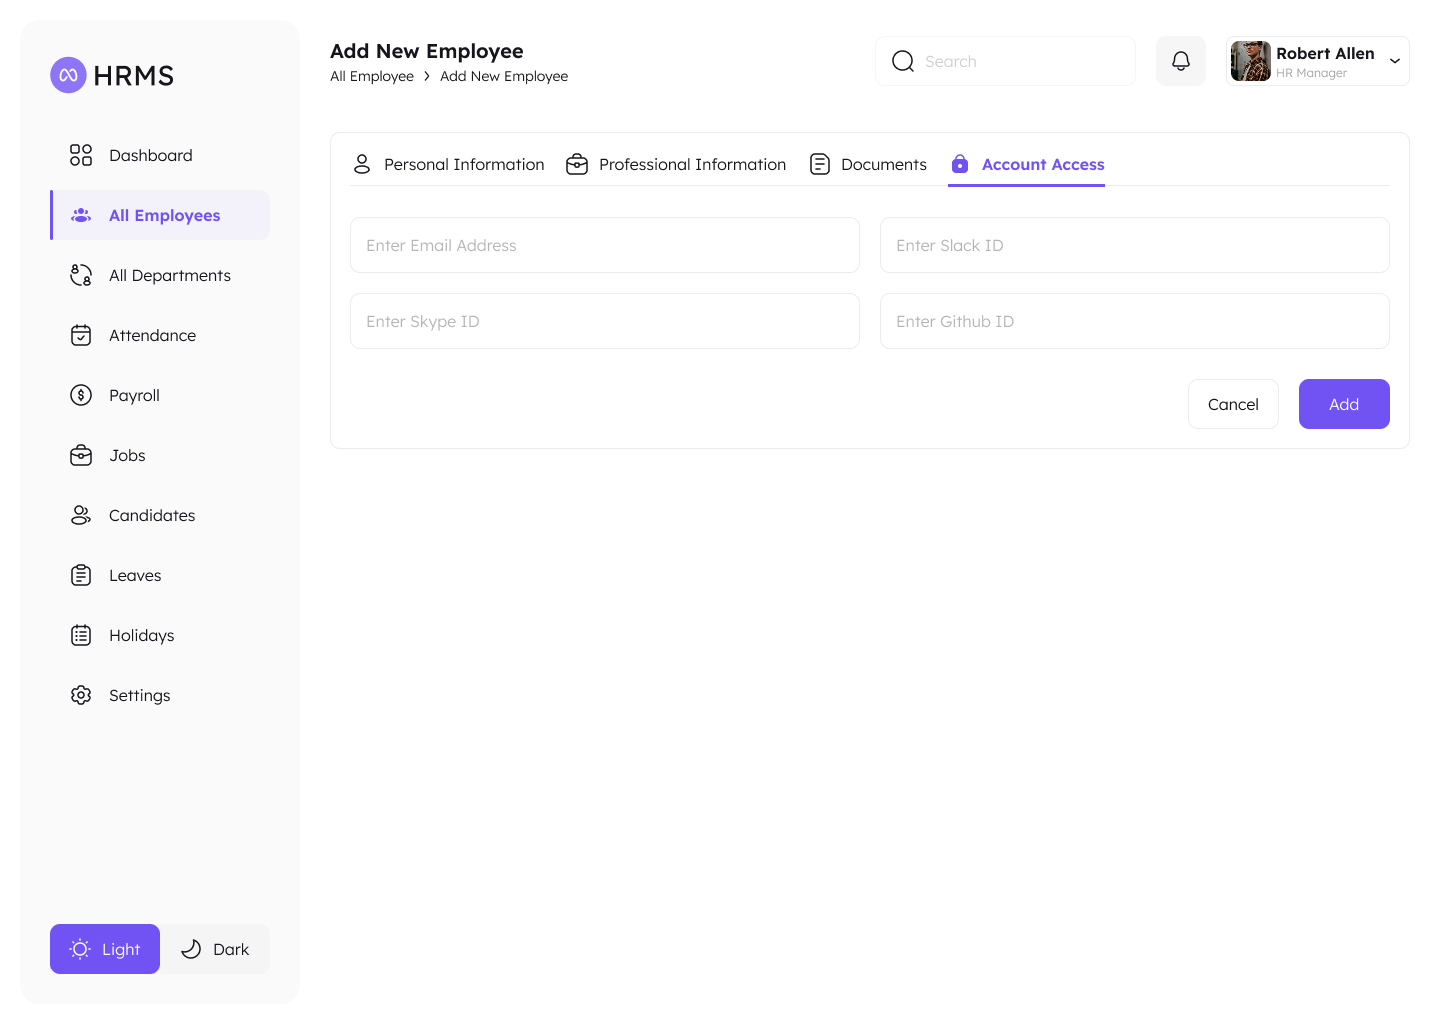 HRMS
Dashboard
All Employees
All Departments
Attendance
Payroll
Jobs
Candidates
Leaves
Holidays
Settings
Light
Dark
Add New Employee
All Employee > Add New Employee
Search
Robert Allen
HR Manager
Personal Information
Professional Information
Documents
Account Access
Enter Email Address
Enter Slack ID
Enter Skype ID
Enter Github ID
Cancel
Add